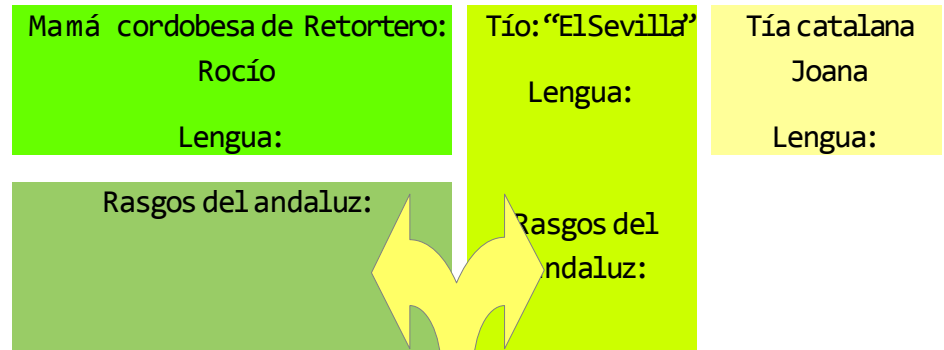 Mamá cordobesa de Retortero:
Rocío
Lengua:
Rasgos del andaluz:
Tío: “El Sevilla”
Lengua:
Rasgos del
andaluz:
Tía catalana
Joana
Lengua: